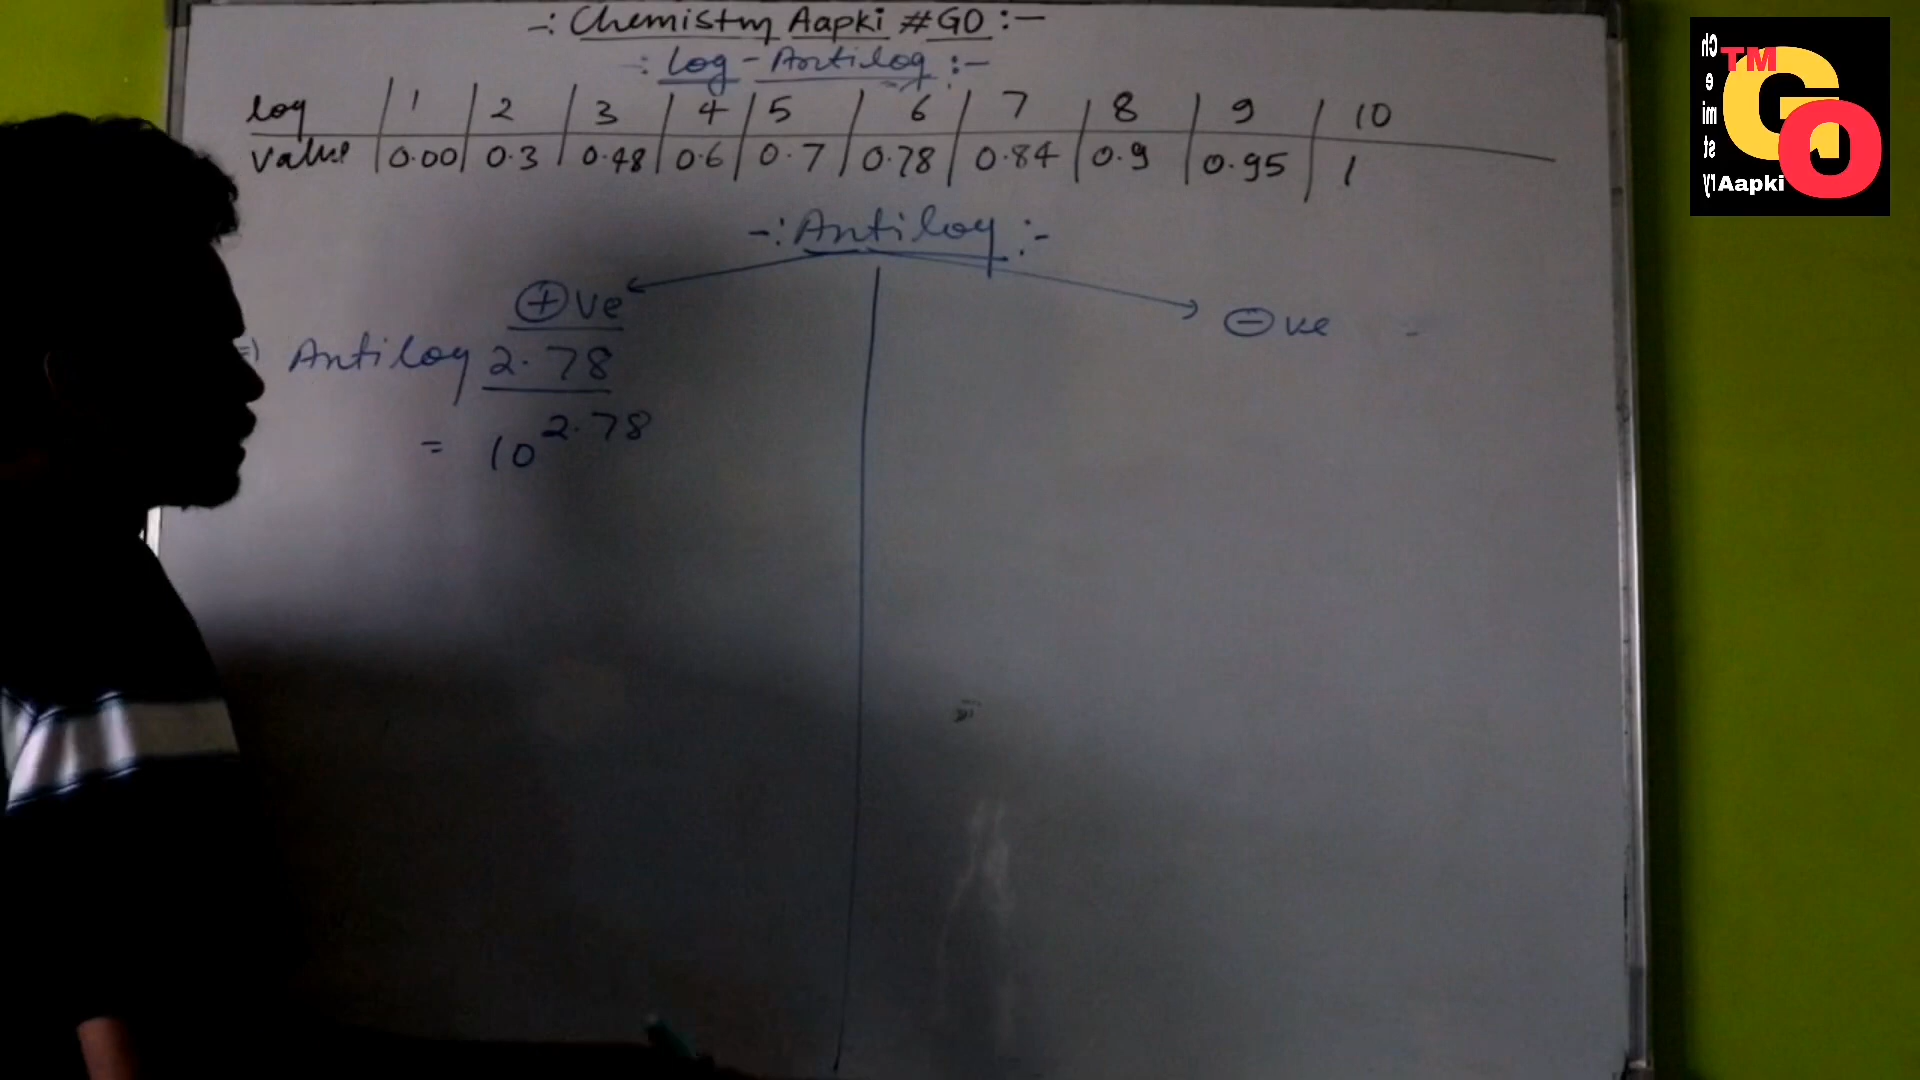 -: Chemistry Aapki #GO :-
-: Log-Antilog :-
log | 1 | 2 | 3 | 4 | 5 | 6 | 7 | 8 | 9 | 10
value | 0.00 | 0.3 | 0.48 | 0.6 | 0.7 | 0.78 | 0.84 | 0.9 | 0.95 | 1
-: Antilog :-
⊕ve
⊖ve
⇒) Antilog 2.78
= 10^2.78
Chemistry
TM
GO
Aapki